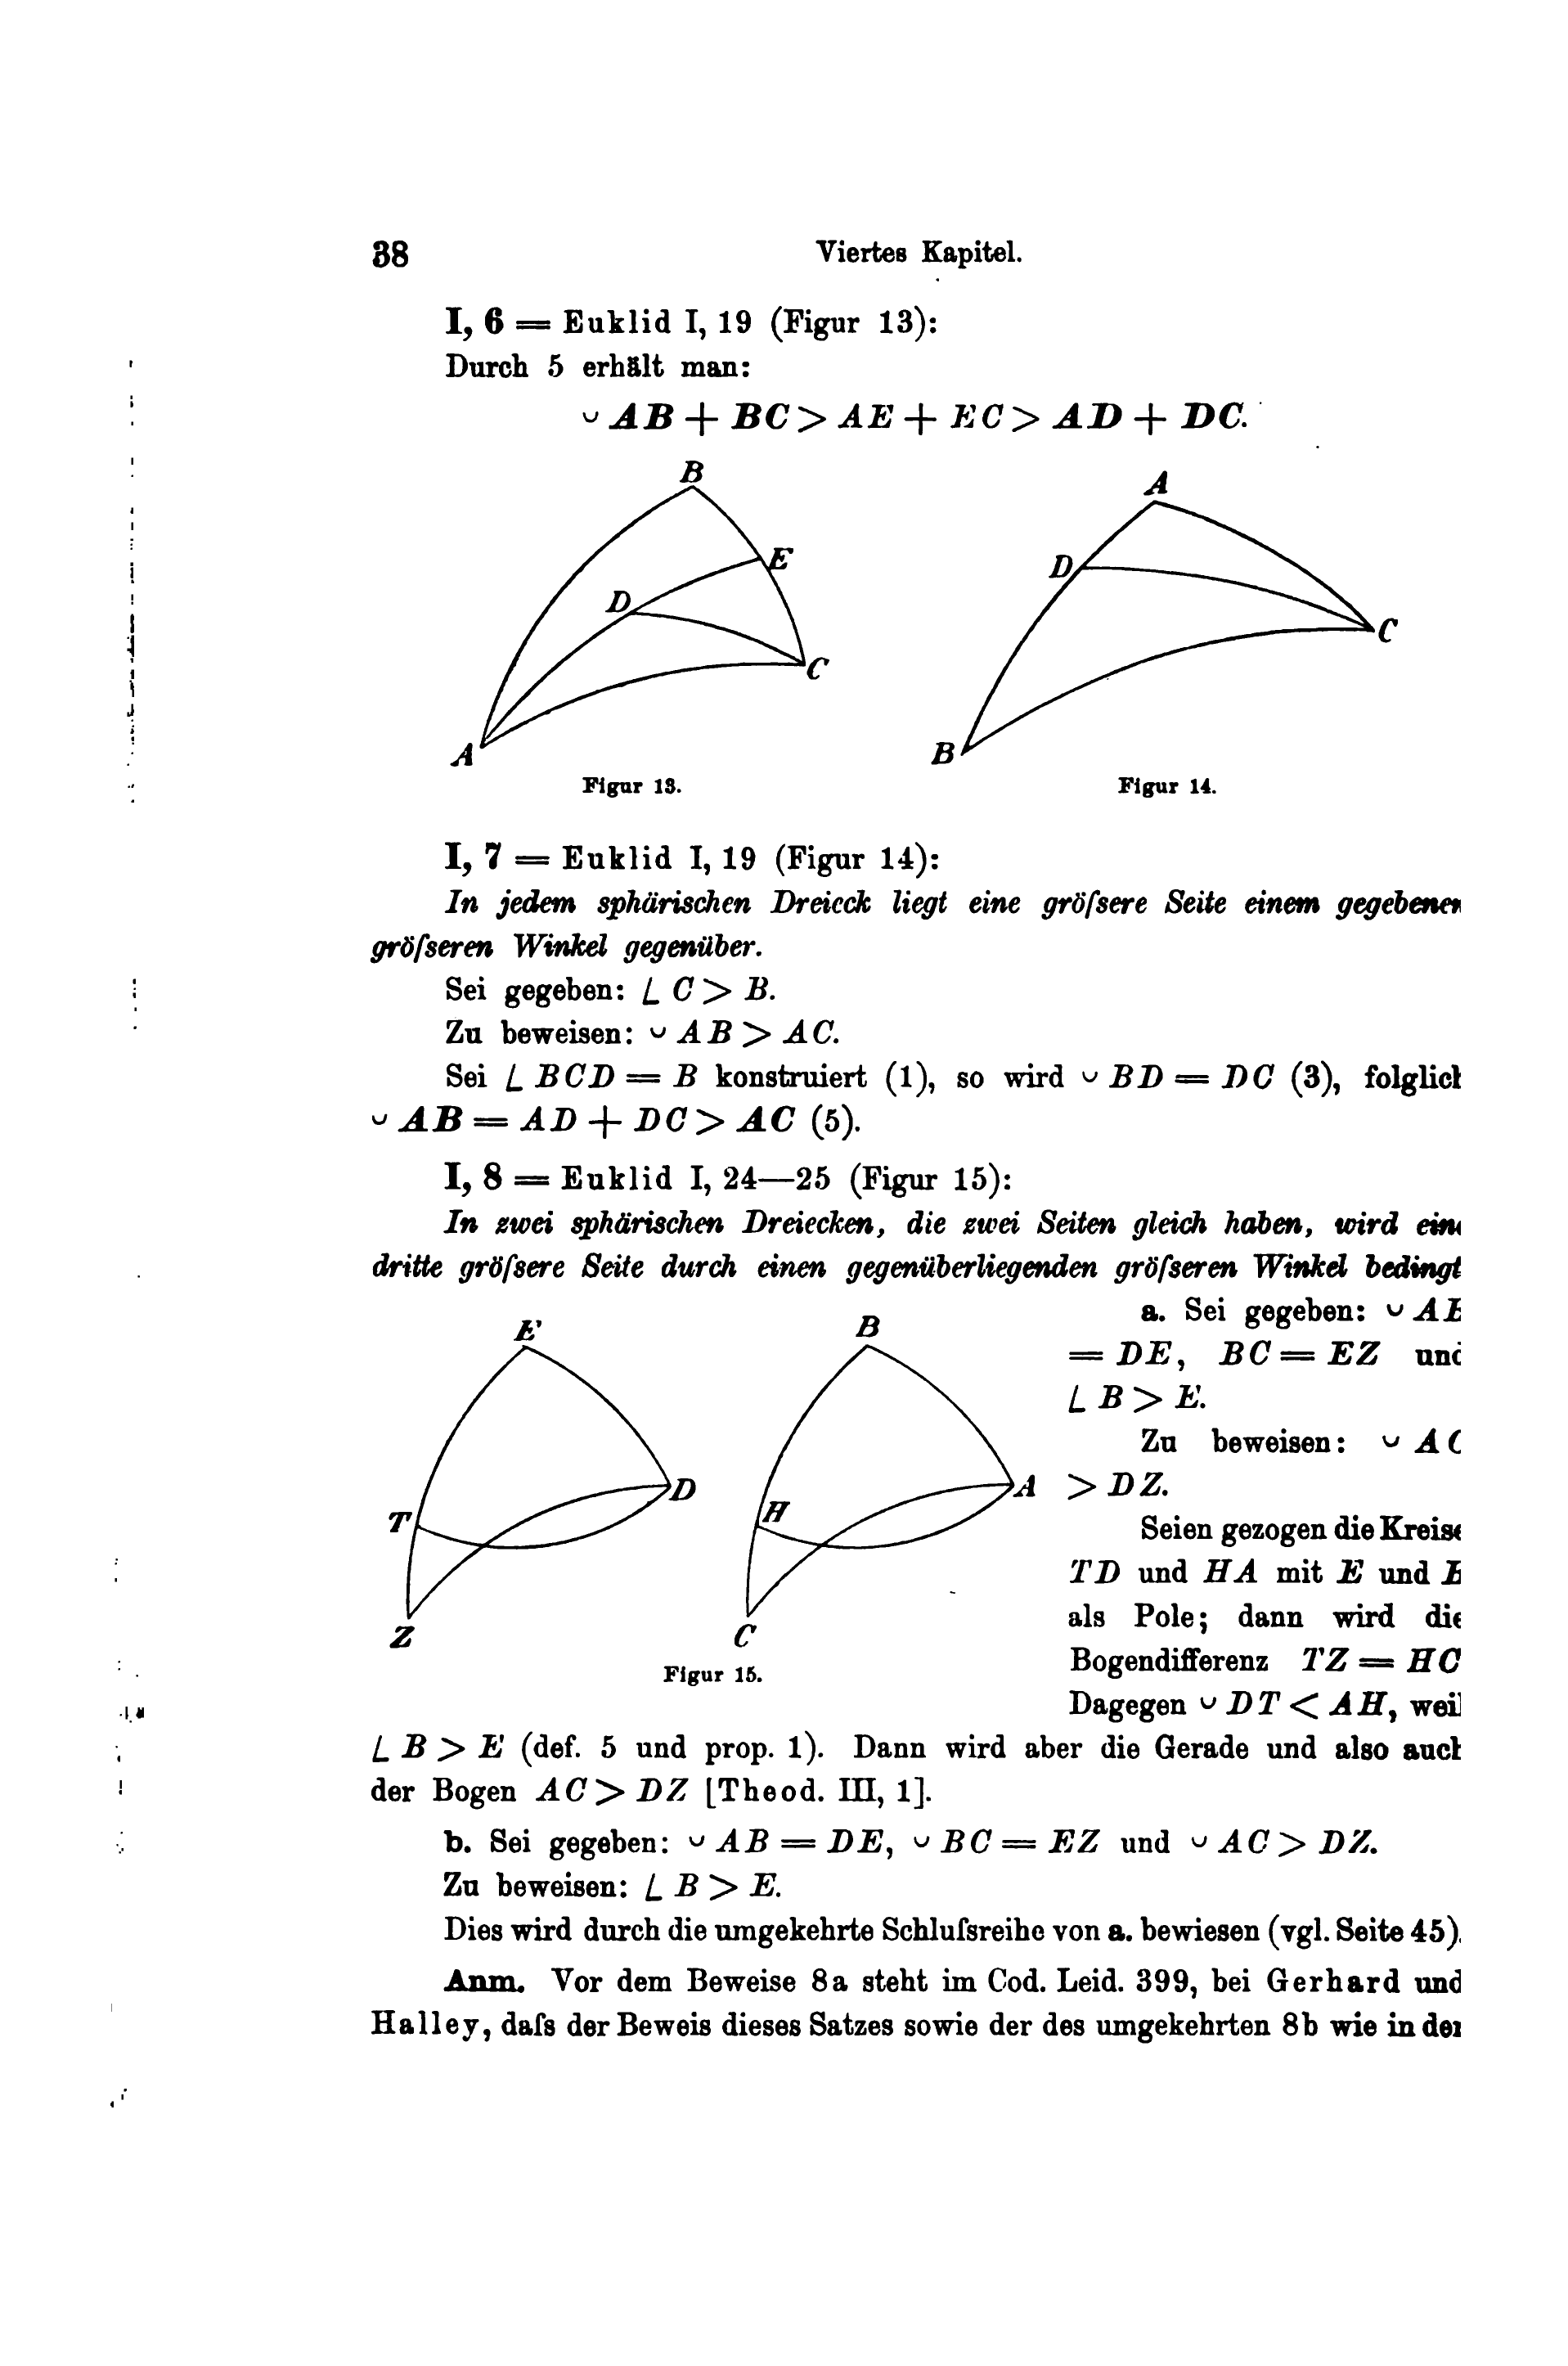 38 Viertes Kapitel.
I, 6 = Euklid I, 19 (Figur 13):
Durch 5 erhält man:
◡ AB + BC > AE + EC > AD + DC.
B
E
D
C
A
Figur 13.
A
D
C
B
Figur 14.
I, 7 = Euklid I, 19 (Figur 14):
In jedem sphärischen Dreieck liegt eine gröſsere Seite einem gegebenen
gröſseren Winkel gegenüber.
Sei gegeben: ∠ C > B.
Zu beweisen: ◡ AB > AC.
Sei ∠ BCD = B konstruiert (1), so wird ◡ BD = DC (3), folglich
◡ AB = AD + DC > AC (5).
I, 8 = Euklid I, 24—25 (Figur 15):
In zwei sphärischen Dreiecken, die zwei Seiten gleich haben, wird eine
dritte gröſsere Seite durch einen gegenüberliegenden gröſseren Winkel bedingt
E
D
T
Z
B
A
H
C
Figur 15.
a. Sei gegeben: ◡ AB
= DE, BC = EZ und
∠ B > E.
Zu beweisen: ◡ AC
> DZ.
Seien gezogen die Kreise
TD und HA mit E und B
als Pole; dann wird die
Bogendifferenz TZ = HC
Dagegen ◡ DT < AH, weil
∠ B > E (def. 5 und prop. 1). Dann wird aber die Gerade und also auch
der Bogen AC > DZ [Theod. III, 1].
b. Sei gegeben: ◡ AB = DE, ◡ BC = EZ und ◡ AC > DZ.
Zu beweisen: ∠ B > E.
Dies wird durch die umgekehrte Schluſsreihe von a. bewiesen (vgl. Seite 45).
Anm. Vor dem Beweise 8a steht im Cod. Leid. 399, bei Gerhard und
Halley, daſs der Beweis dieses Satzes sowie der des umgekehrten 8b wie in der